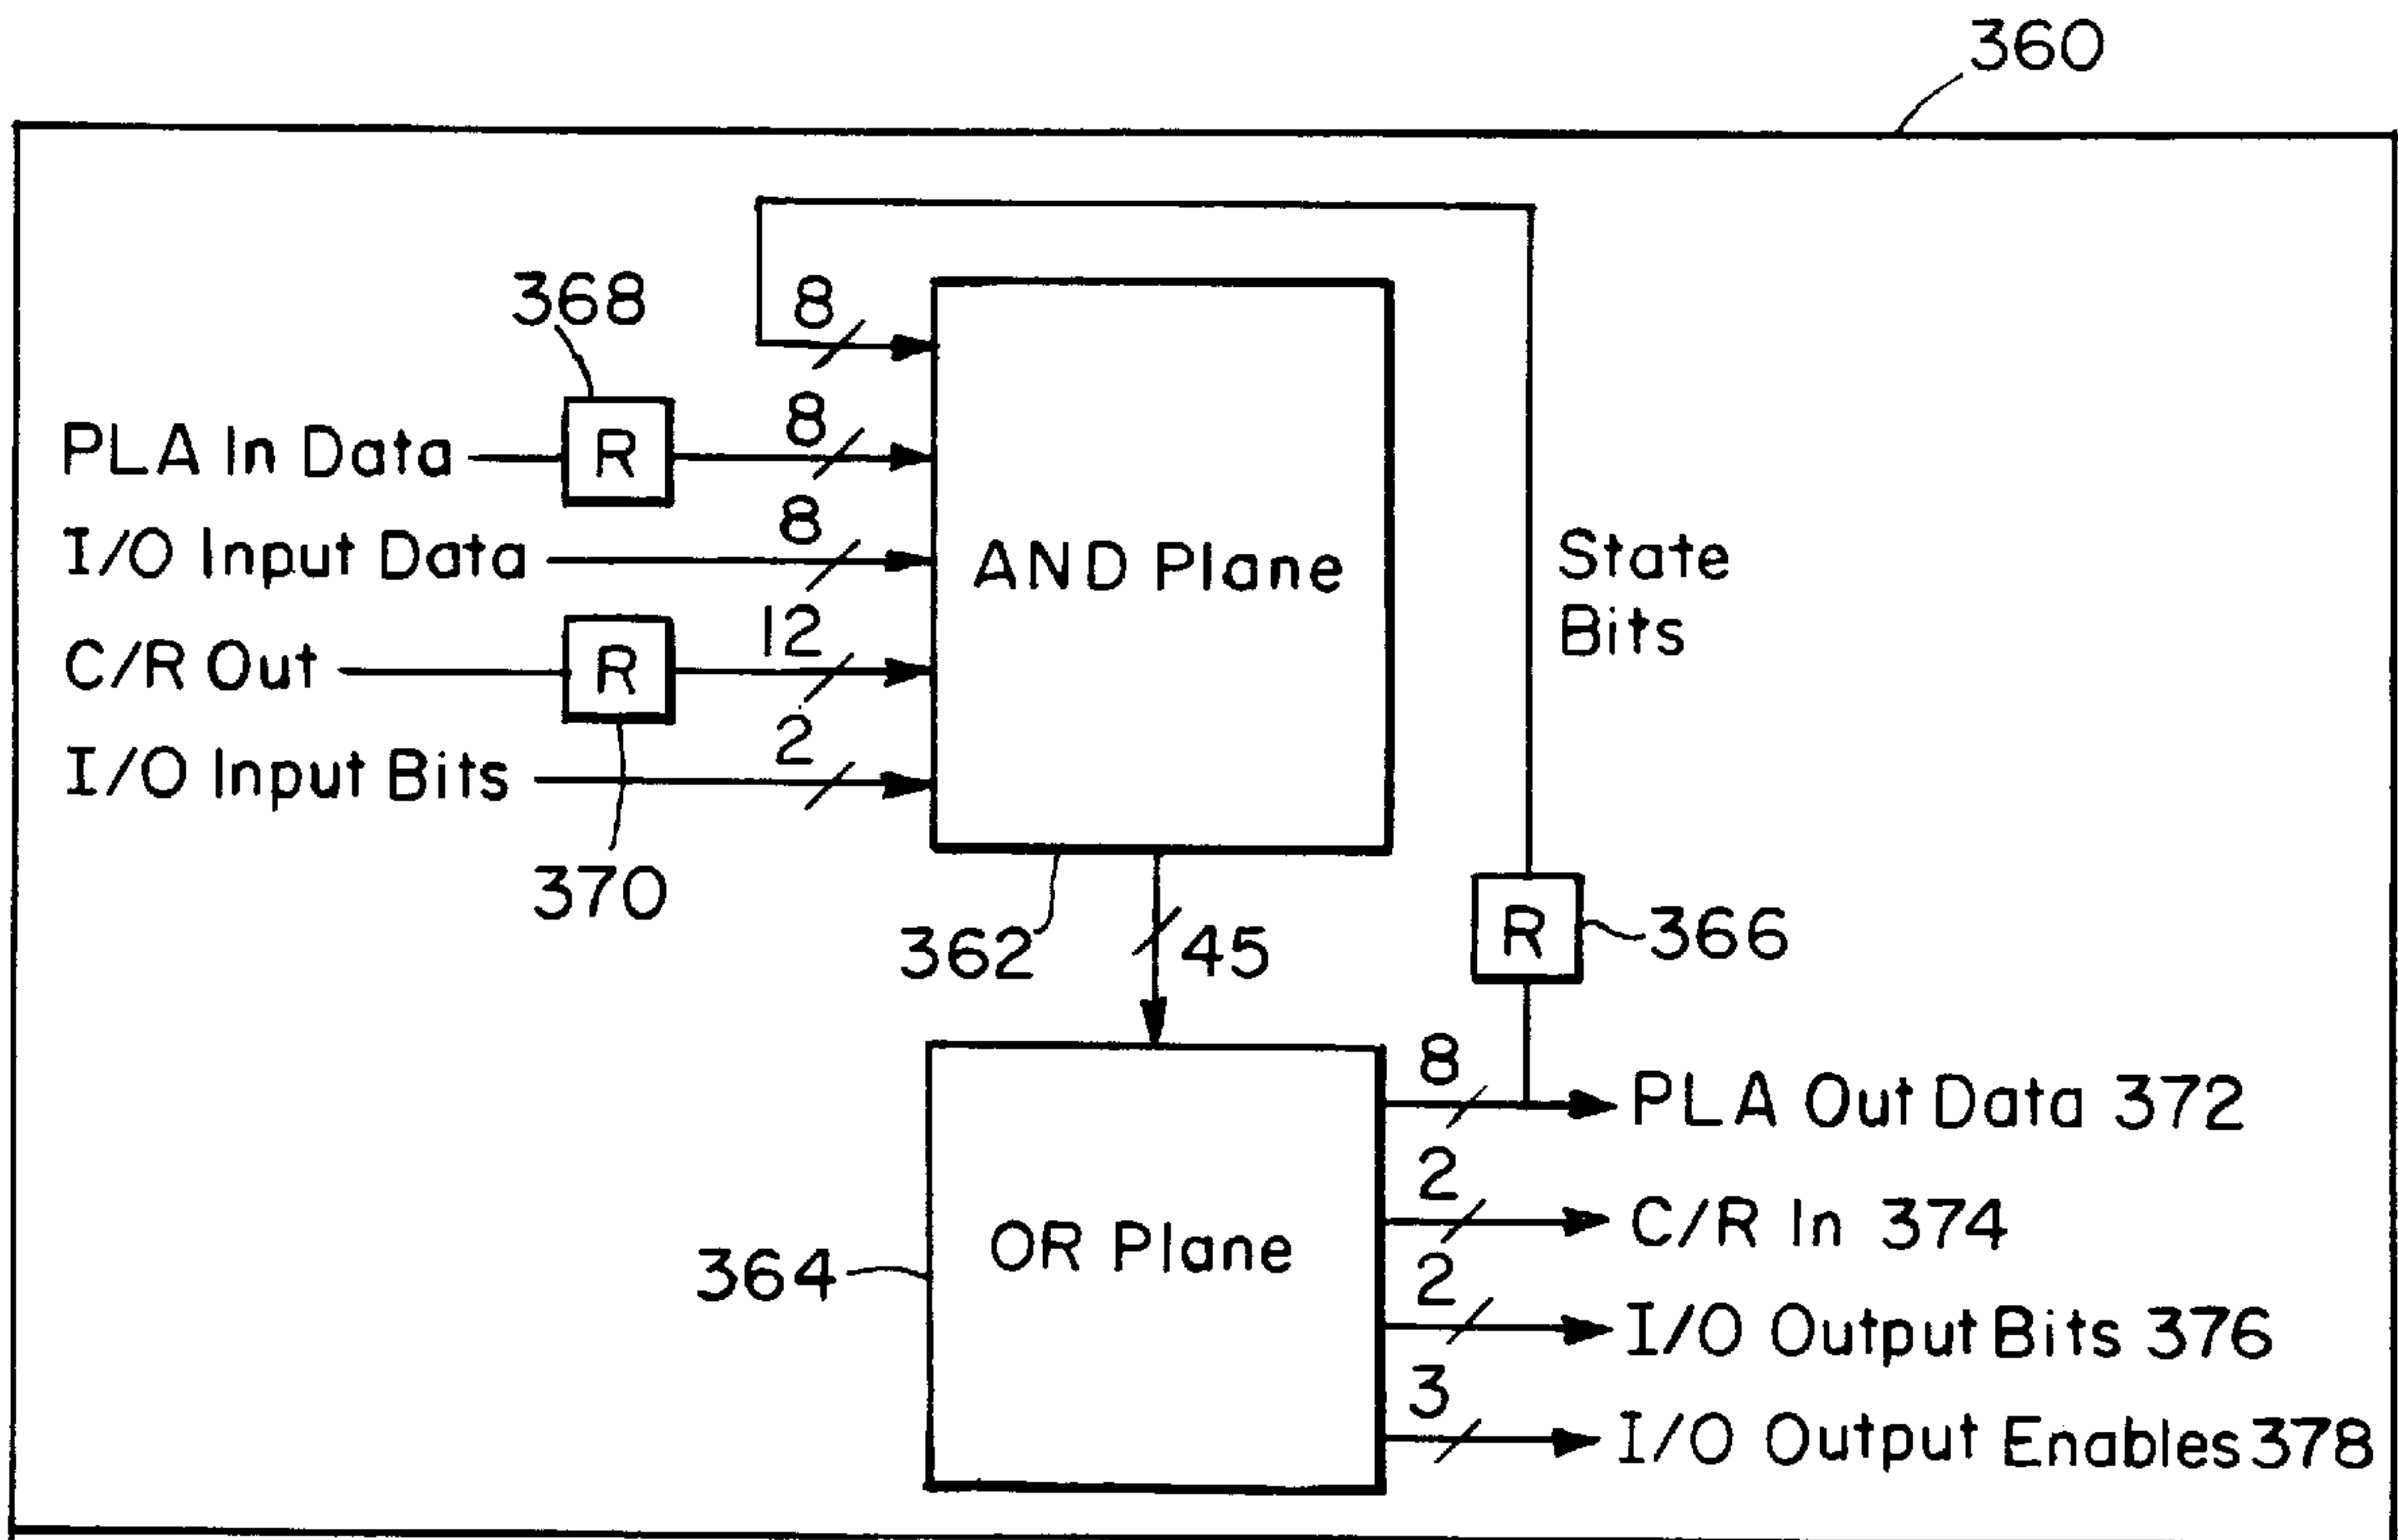 360
8
368
8
PLA In Data
R
8
I/O Input Data
AND Plane
State
Bits
12
C/R Out
R
2
I/O Input Bits
370
362
45
R
366
8
PLA Out Data 372
2
C/R In 374
OR Plane
364
2
I/O Output Bits 376
3
I/O Output Enables 378